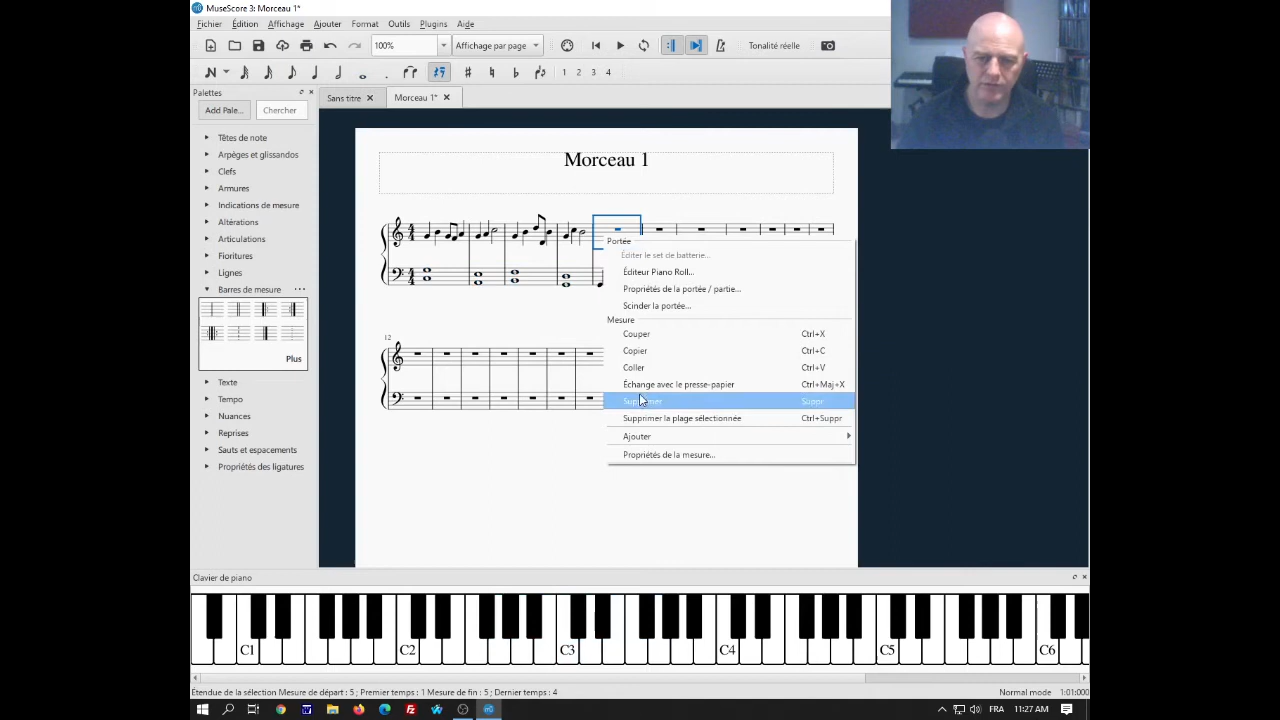 MuseScore 3: Morceau 1*
Fichier Édition Affichage Ajouter Format Outils Plugins Aide
100% Affichage par page Tonalité réelle
1 2 3 4
Palettes
Sans titre Morceau 1*
Add Pale... Chercher
Têtes de note
Arpèges et glissandos
Clefs
Armures
Indications de mesure
Altérations
Articulations
Fioritures
Lignes
Barres de mesure
Plus
Texte
Tempo
Nuances
Reprises
Sauts et espacements
Propriétés des ligatures
Morceau 1
12
Portée
Éditer le set de batterie...
Éditeur Piano Roll...
Propriétés de la portée / partie...
Scinder la portée...
Mesure
Couper Ctrl+X
Copier Ctrl+C
Coller Ctrl+V
Échange avec le presse-papier Ctrl+Maj+X
Supprimer Suppr
Supprimer la plage sélectionnée Ctrl+Suppr
Ajouter
Propriétés de la mesure...
Clavier de piano
C1 C2 C3 C4 C5 C6
Étendue de la sélection Mesure de départ : 5 ; Premier temps : 1 Mesure de fin : 5 ; Dernier temps : 4 Normal mode 1:01:000
FRA 11:27 AM